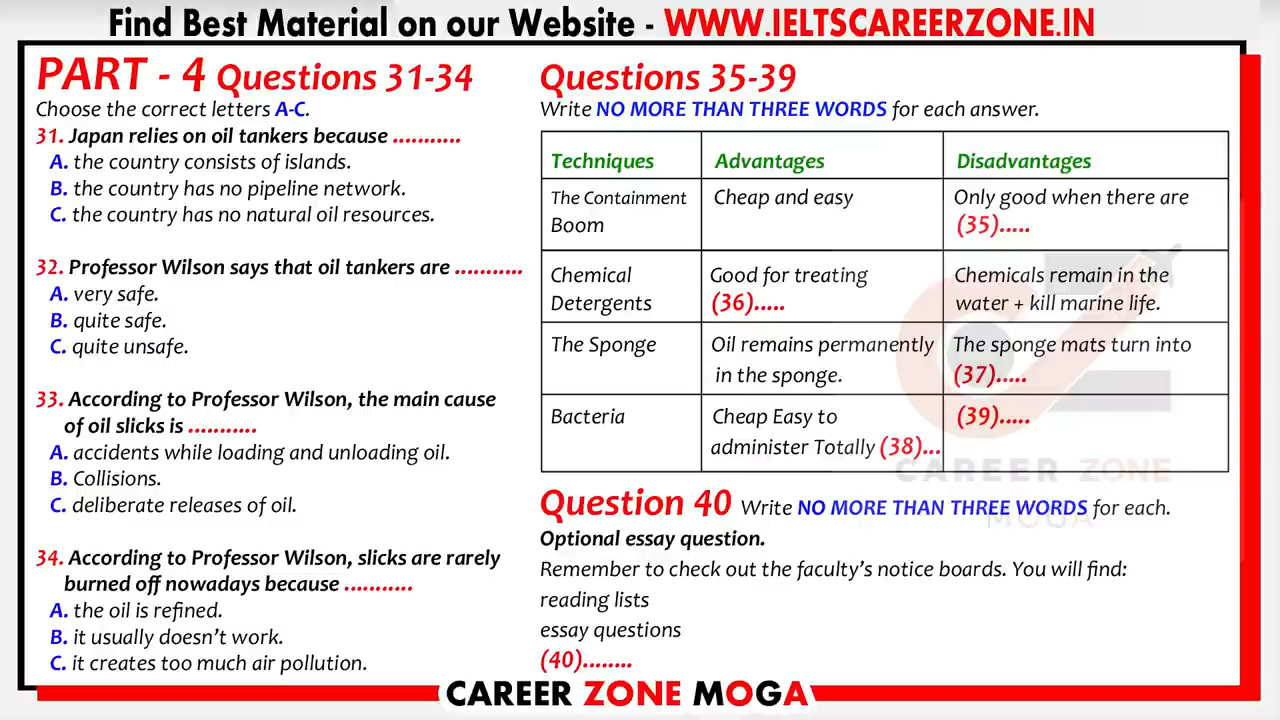 Find Best Material on our Website - WWW.IELTSCAREERZONE.IN
PART - 4 Questions 31-34
Choose the correct letters A-C.
31. Japan relies on oil tankers because ...........
A. the country consists of islands.
B. the country has no pipeline network.
C. the country has no natural oil resources.
32. Professor Wilson says that oil tankers are ...........
A. very safe.
B. quite safe.
C. quite unsafe.
33. According to Professor Wilson, the main cause
of oil slicks is ...........
A. accidents while loading and unloading oil.
B. Collisions.
C. deliberate releases of oil.
34. According to Professor Wilson, slicks are rarely
burned off nowadays because ...........
A. the oil is refined.
B. it usually doesn't work.
C. it creates too much air pollution.
Questions 35-39
Write NO MORE THAN THREE WORDS for each answer.
Techniques Advantages Disadvantages
The Containment Cheap and easy Only good when there are
Boom (35).....
Chemical Good for treating Chemicals remain in the
Detergents (36)..... water + kill marine life.
The Sponge Oil remains permanently The sponge mats turn into
in the sponge. (37).....
Bacteria Cheap Easy to (39).....
administer Totally (38)...
CAREER ZONE
MOGA
Question 40 Write NO MORE THAN THREE WORDS for each.
Optional essay question.
Remember to check out the faculty's notice boards. You will find:
reading lists
essay questions
(40)........
CAREER ZONE MOGA